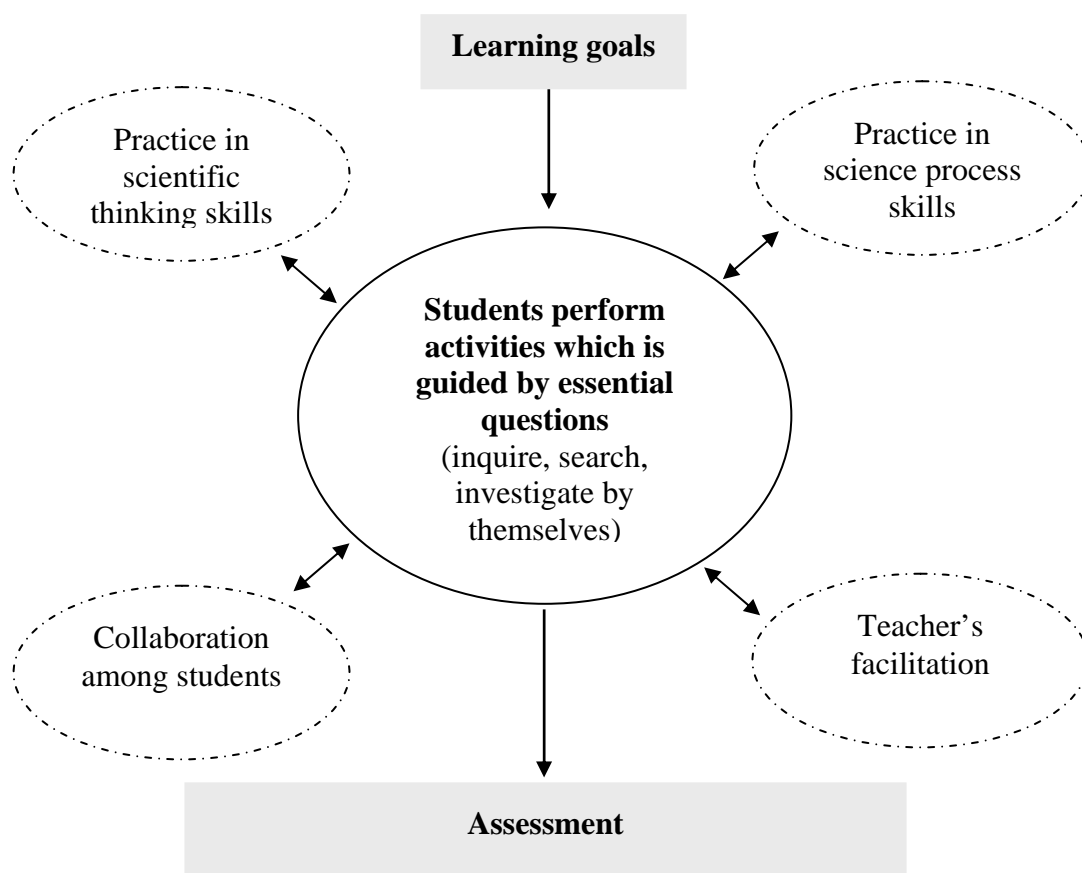 Learning goals
Practice in
scientific
thinking skills
Practice in
science process
skills
Students perform
activities which is
guided by essential
questions
(inquire, search,
investigate by
themselves)
Collaboration
among students
Teacher’s
facilitation
Assessment